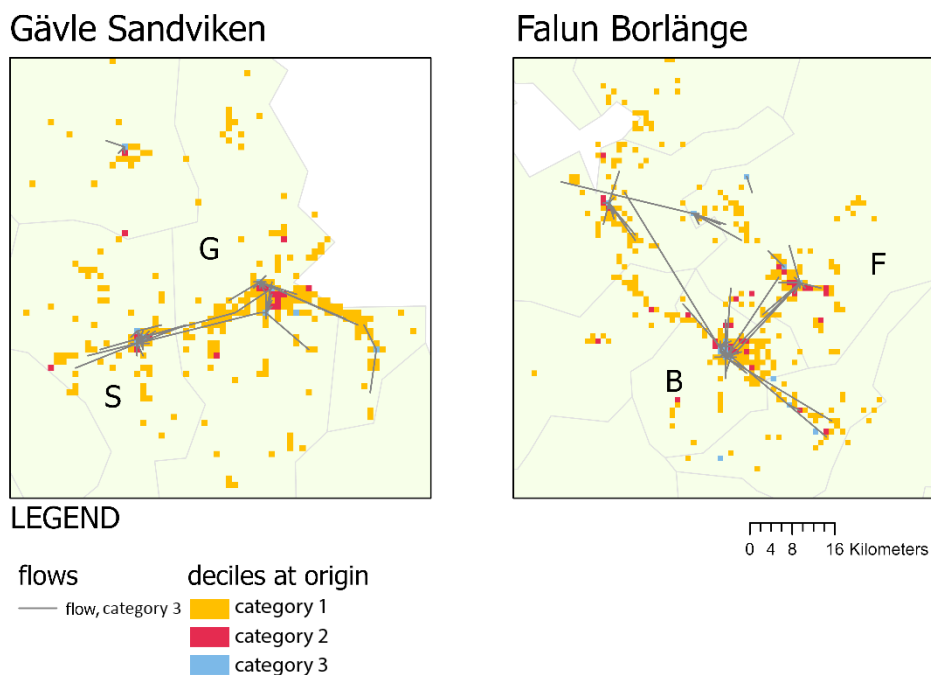 Gävle Sandviken
Falun Borlänge
G
S
F
B
LEGEND
0 4 8 16 Kilometers
flows
flow, category 3
deciles at origin
category 1
category 2
category 3